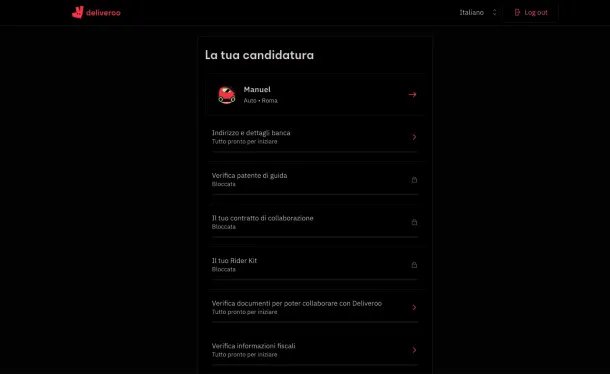 deliveroo
Italiano
Log out
La tua candidatura
Manuel
Auto • Roma
Indirizzo e dettagli banca
Tutto pronto per iniziare
Verifica patente di guida
Bloccata
Il tuo contratto di collaborazione
Bloccata
Il tuo Rider Kit
Bloccata
Verifica documenti per poter collaborare con Deliveroo
Tutto pronto per iniziare
Verifica informazioni fiscali
Tutto pronto per iniziare